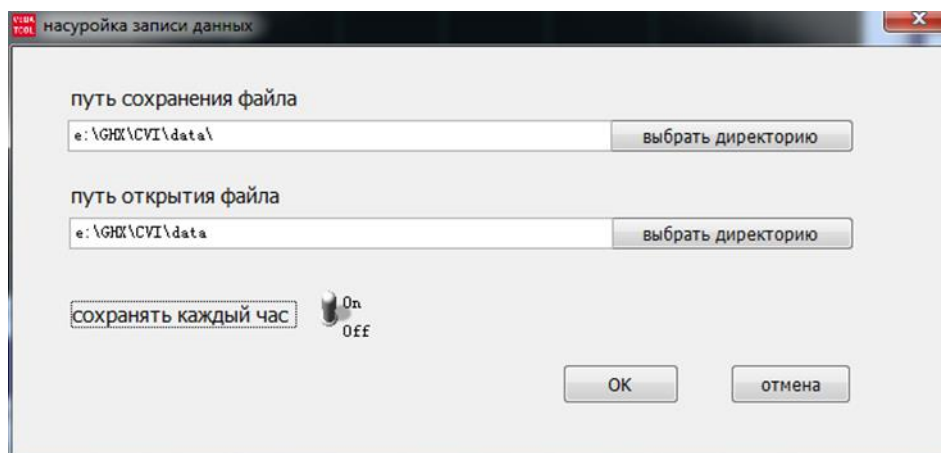 насуройка записи данных
путь сохранения файла
e:\GHX\CVI\data\
выбрать директорию
путь открытия файла
e:\GHX\CVI\data
выбрать директорию
сохранять каждый час
On
Off
OK
отмена